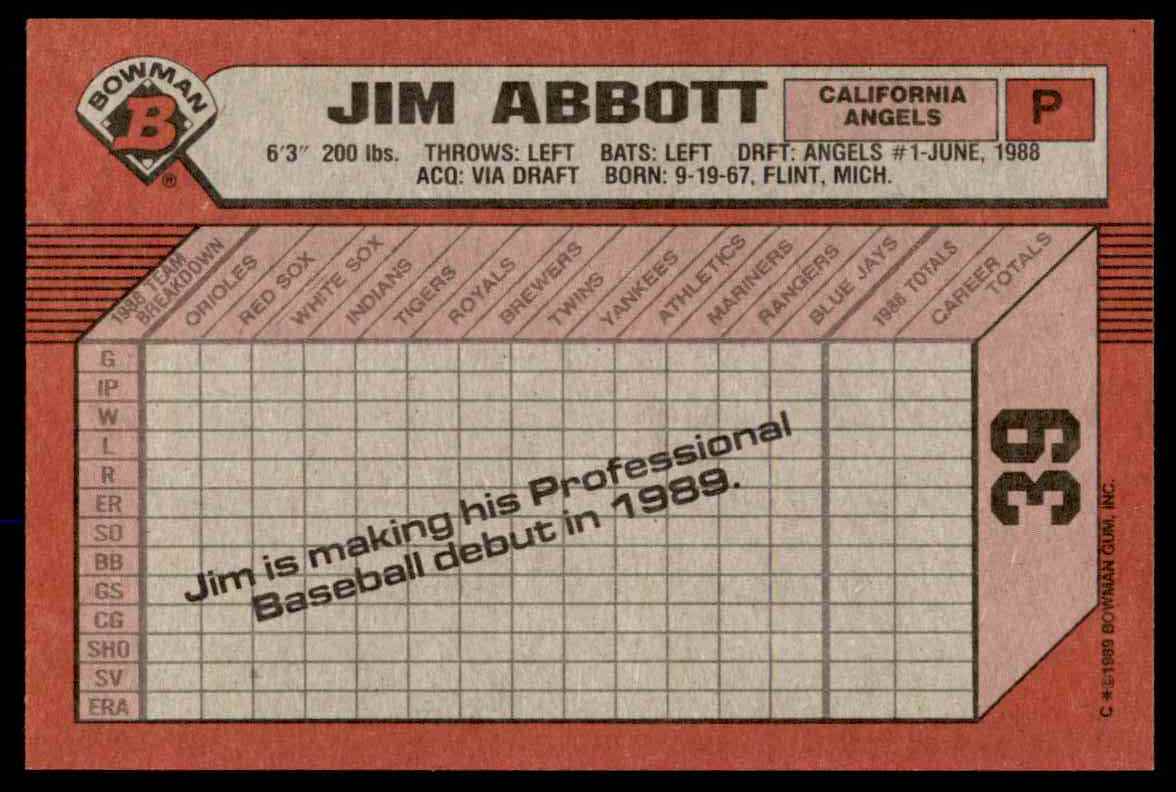 BOWMAN
B
®
JIM ABBOTT
CALIFORNIA
ANGELS
P
6'3" 200 lbs. THROWS: LEFT BATS: LEFT DRFT: ANGELS #1-JUNE, 1988
ACQ: VIA DRAFT BORN: 9-19-67, FLINT, MICH.
1988 TEAM
BREAKDOWN
ORIOLES
RED SOX
WHITE SOX
INDIANS
TIGERS
ROYALS
BREWERS
TWINS
YANKEES
ATHLETICS
MARINERS
RANGERS
BLUE JAYS
1988 TOTALS
CAREER
TOTALS
G
IP
W
L
R
ER
SO
BB
GS
CG
SHO
SV
ERA
Jim is making his Professional
Baseball debut in 1989.
39
C *©1989 BOWMAN GUM, INC.